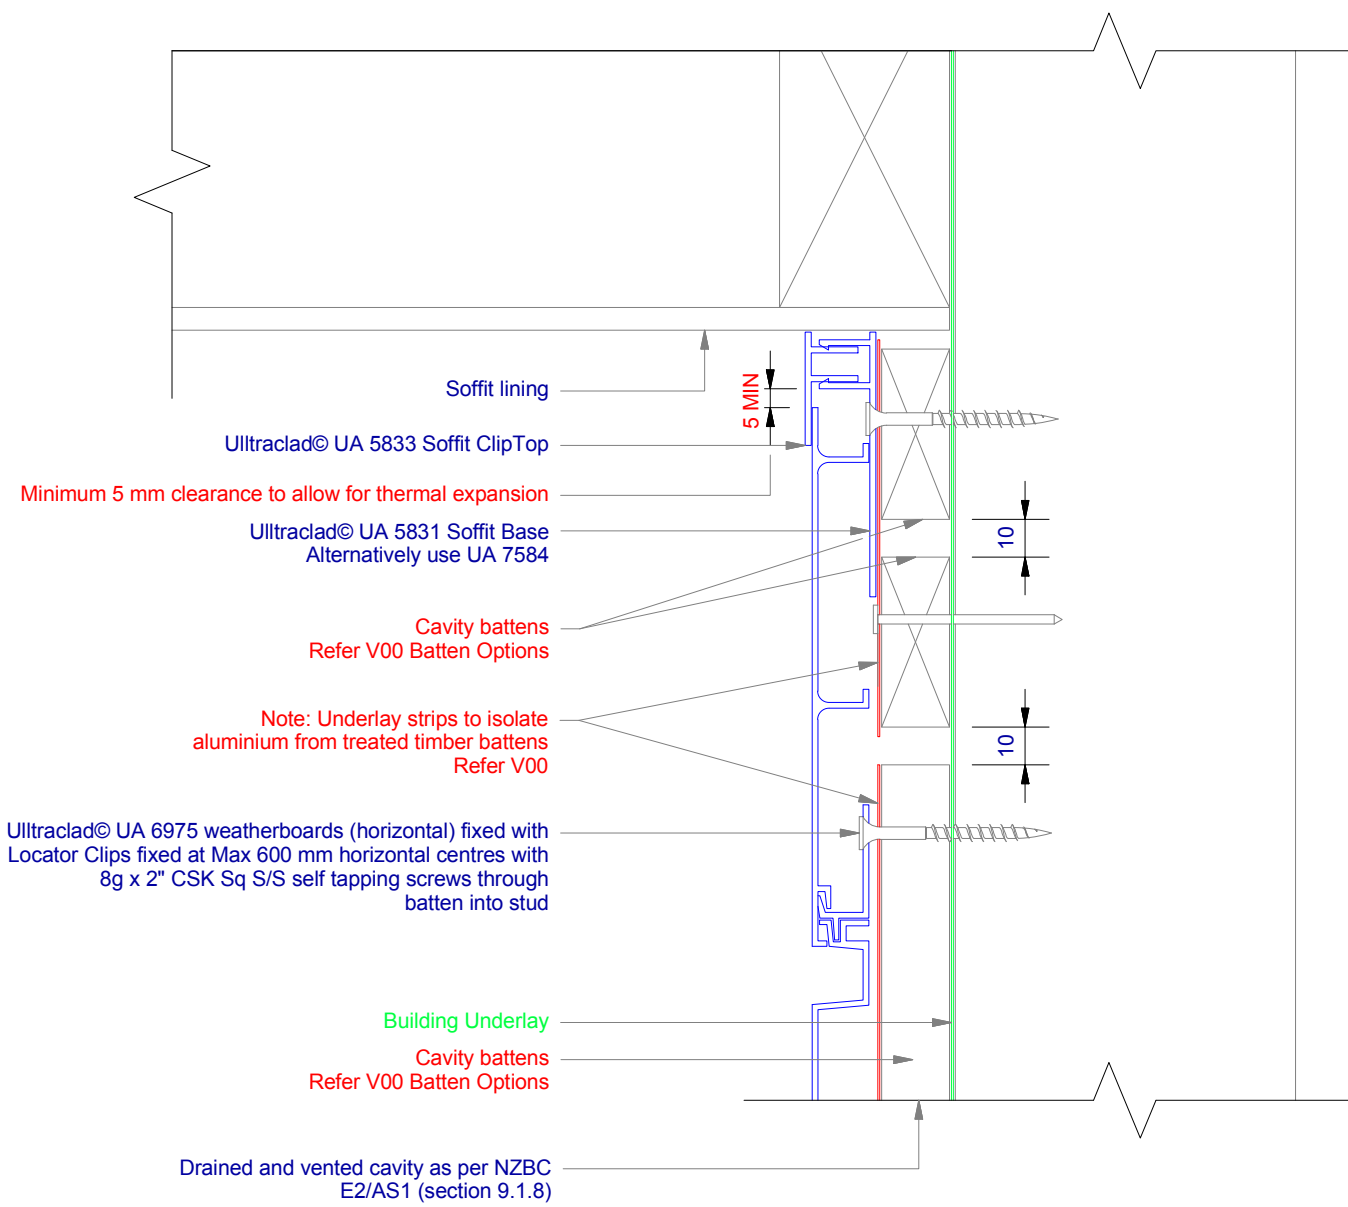 Soffit lining
5 MIN
Ulltraclad© UA 5833 Soffit ClipTop
Minimum 5 mm clearance to allow for thermal expansion
Ulltraclad© UA 5831 Soffit Base
Alternatively use UA 7584
10
Cavity battens
Refer V00 Batten Options
Note: Underlay strips to isolate
aluminium from treated timber battens
Refer V00
10
Ulltraclad© UA 6975 weatherboards (horizontal) fixed with
Locator Clips fixed at Max 600 mm horizontal centres with
8g x 2" CSK Sq S/S self tapping screws through
batten into stud
Building Underlay
Cavity battens
Refer V00 Batten Options
Drained and vented cavity as per NZBC
E2/AS1 (section 9.1.8)